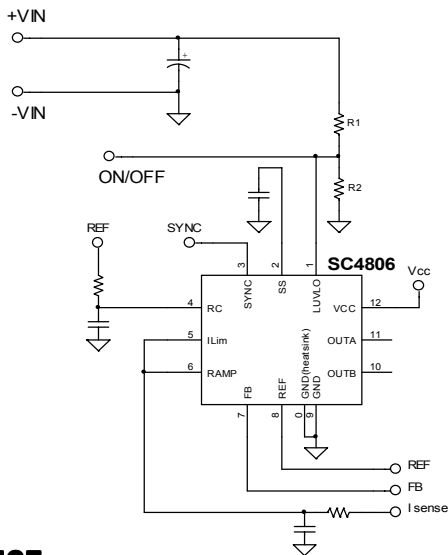 +VIN
-VIN
R1
ON/OFF
R2
REF
SYNC
SC4806
Vcc
3
2
1
SYNC
SS
LUVLO
4
RC
VCC
12
5
ILim
OUTA
11
6
RAMP
OUTB
10
FB
REF
GND(heatsink)
GND
7
8
0
9
REF
FB
Isense